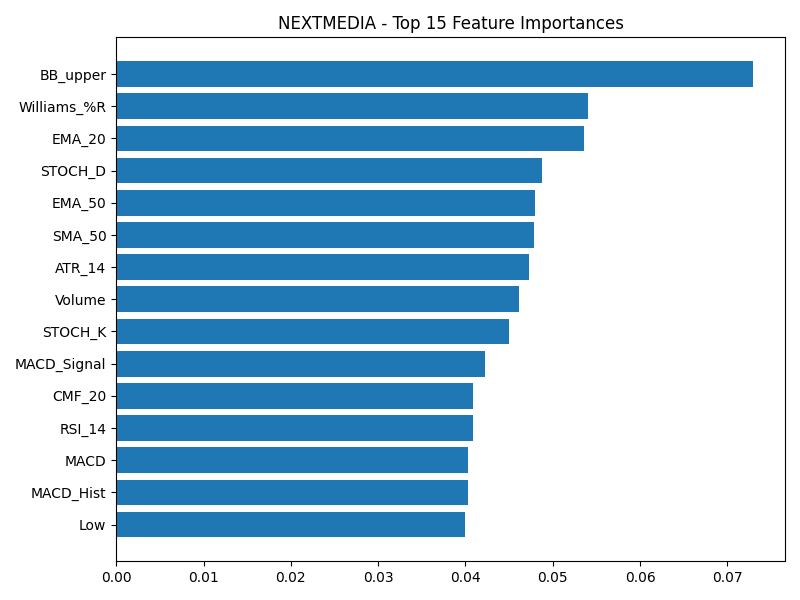 NEXTMEDIA - Top 15 Feature Importances
BB_upper
Williams_%R
EMA_20
STOCH_D
EMA_50
SMA_50
ATR_14
Volume
STOCH_K
MACD_Signal
CMF_20
RSI_14
MACD
MACD_Hist
Low
0.00 0.01 0.02 0.03 0.04 0.05 0.06 0.07